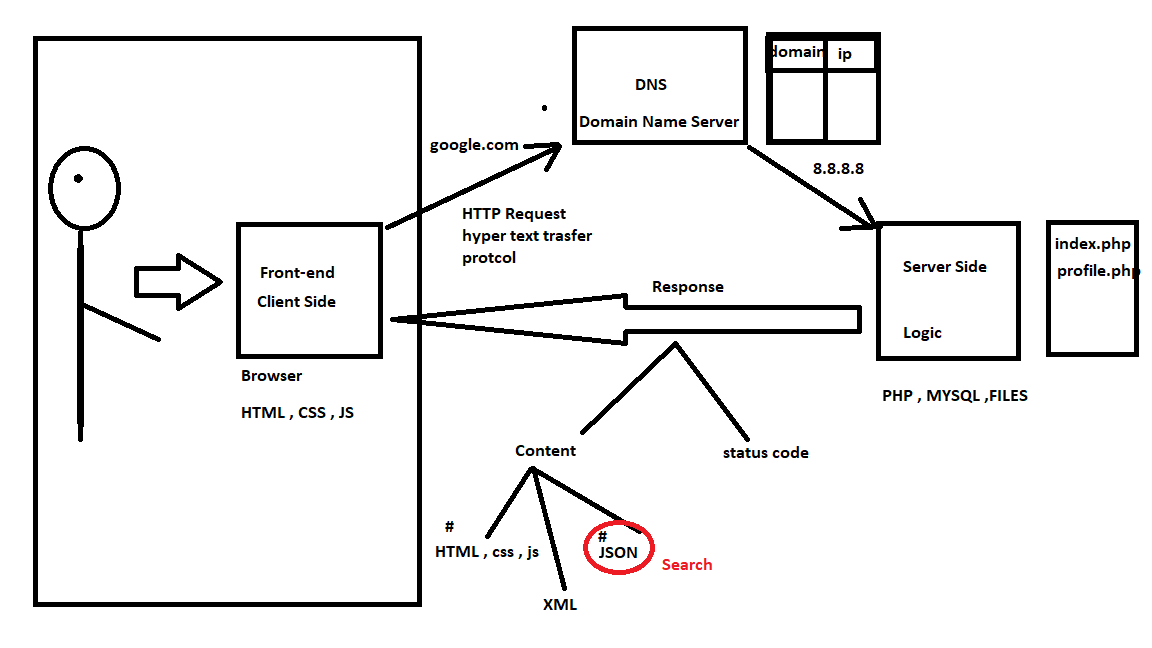 DNS
Domain Name Server
domain
ip
google.com
8.8.8.8
HTTP Request
hyper text trasfer
protcol
Front-end
Client Side
Browser
HTML , CSS , JS
Response
Server Side
Logic
index.php
profile.php
PHP , MYSQL ,FILES
Content
status code
#
HTML , css , js
XML
#
JSON
Search